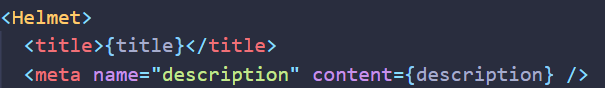 <Helmet>
<title>{title}</title>
<meta name="description" content={description} />